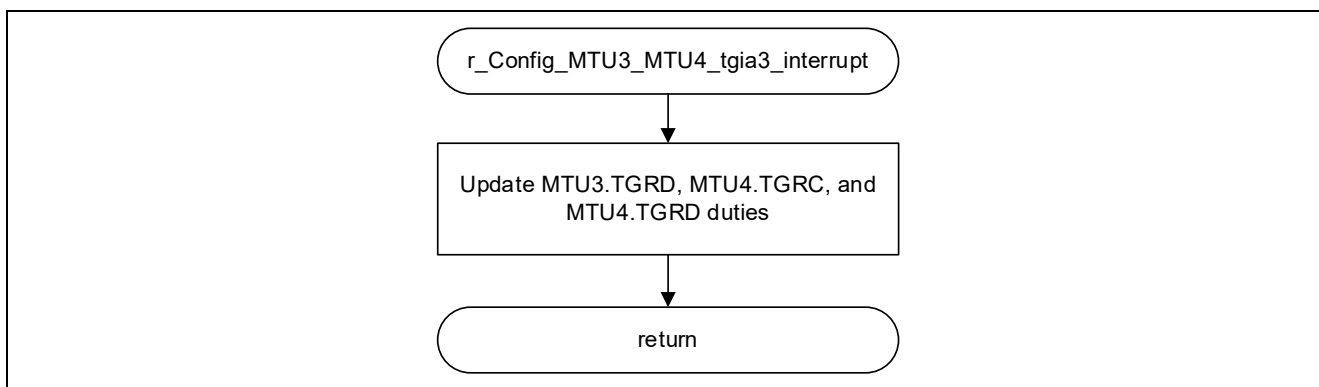 r_Config_MTU3_MTU4_tgia3_interrupt
Update MTU3.TGRD, MTU4.TGRC, and
MTU4.TGRD duties
return